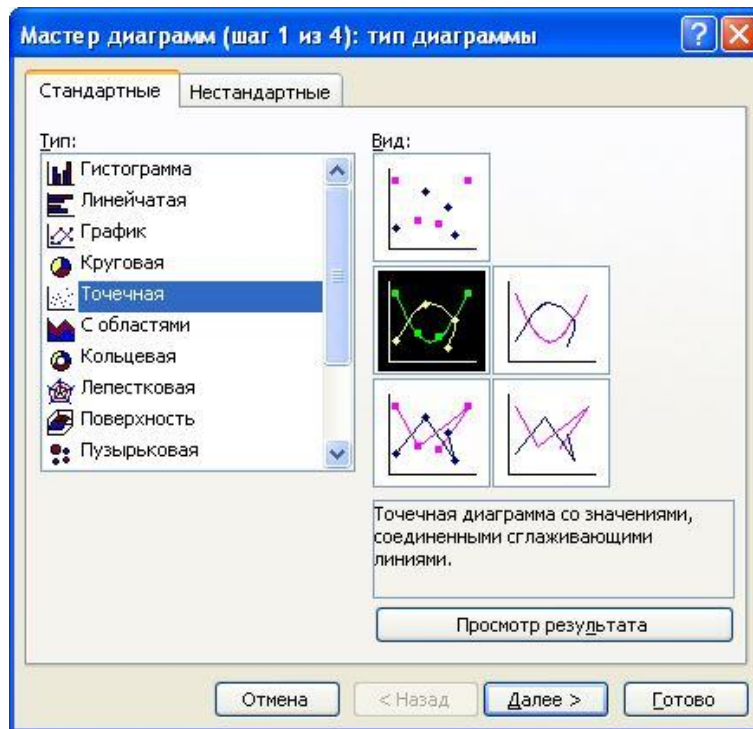 Мастер диаграмм (шаг 1 из 4): тип диаграммы
Стандартные
Нестандартные
Тип:
Гистограмма
Линейчатая
График
Круговая
Точечная
С областями
Кольцевая
Лепестковая
Поверхность
Пузырьковая
Вид:
Точечная диаграмма со значениями,
соединенными сглаживающими
линиями.
Просмотр результата
Отмена
< Назад
Далее >
Готово